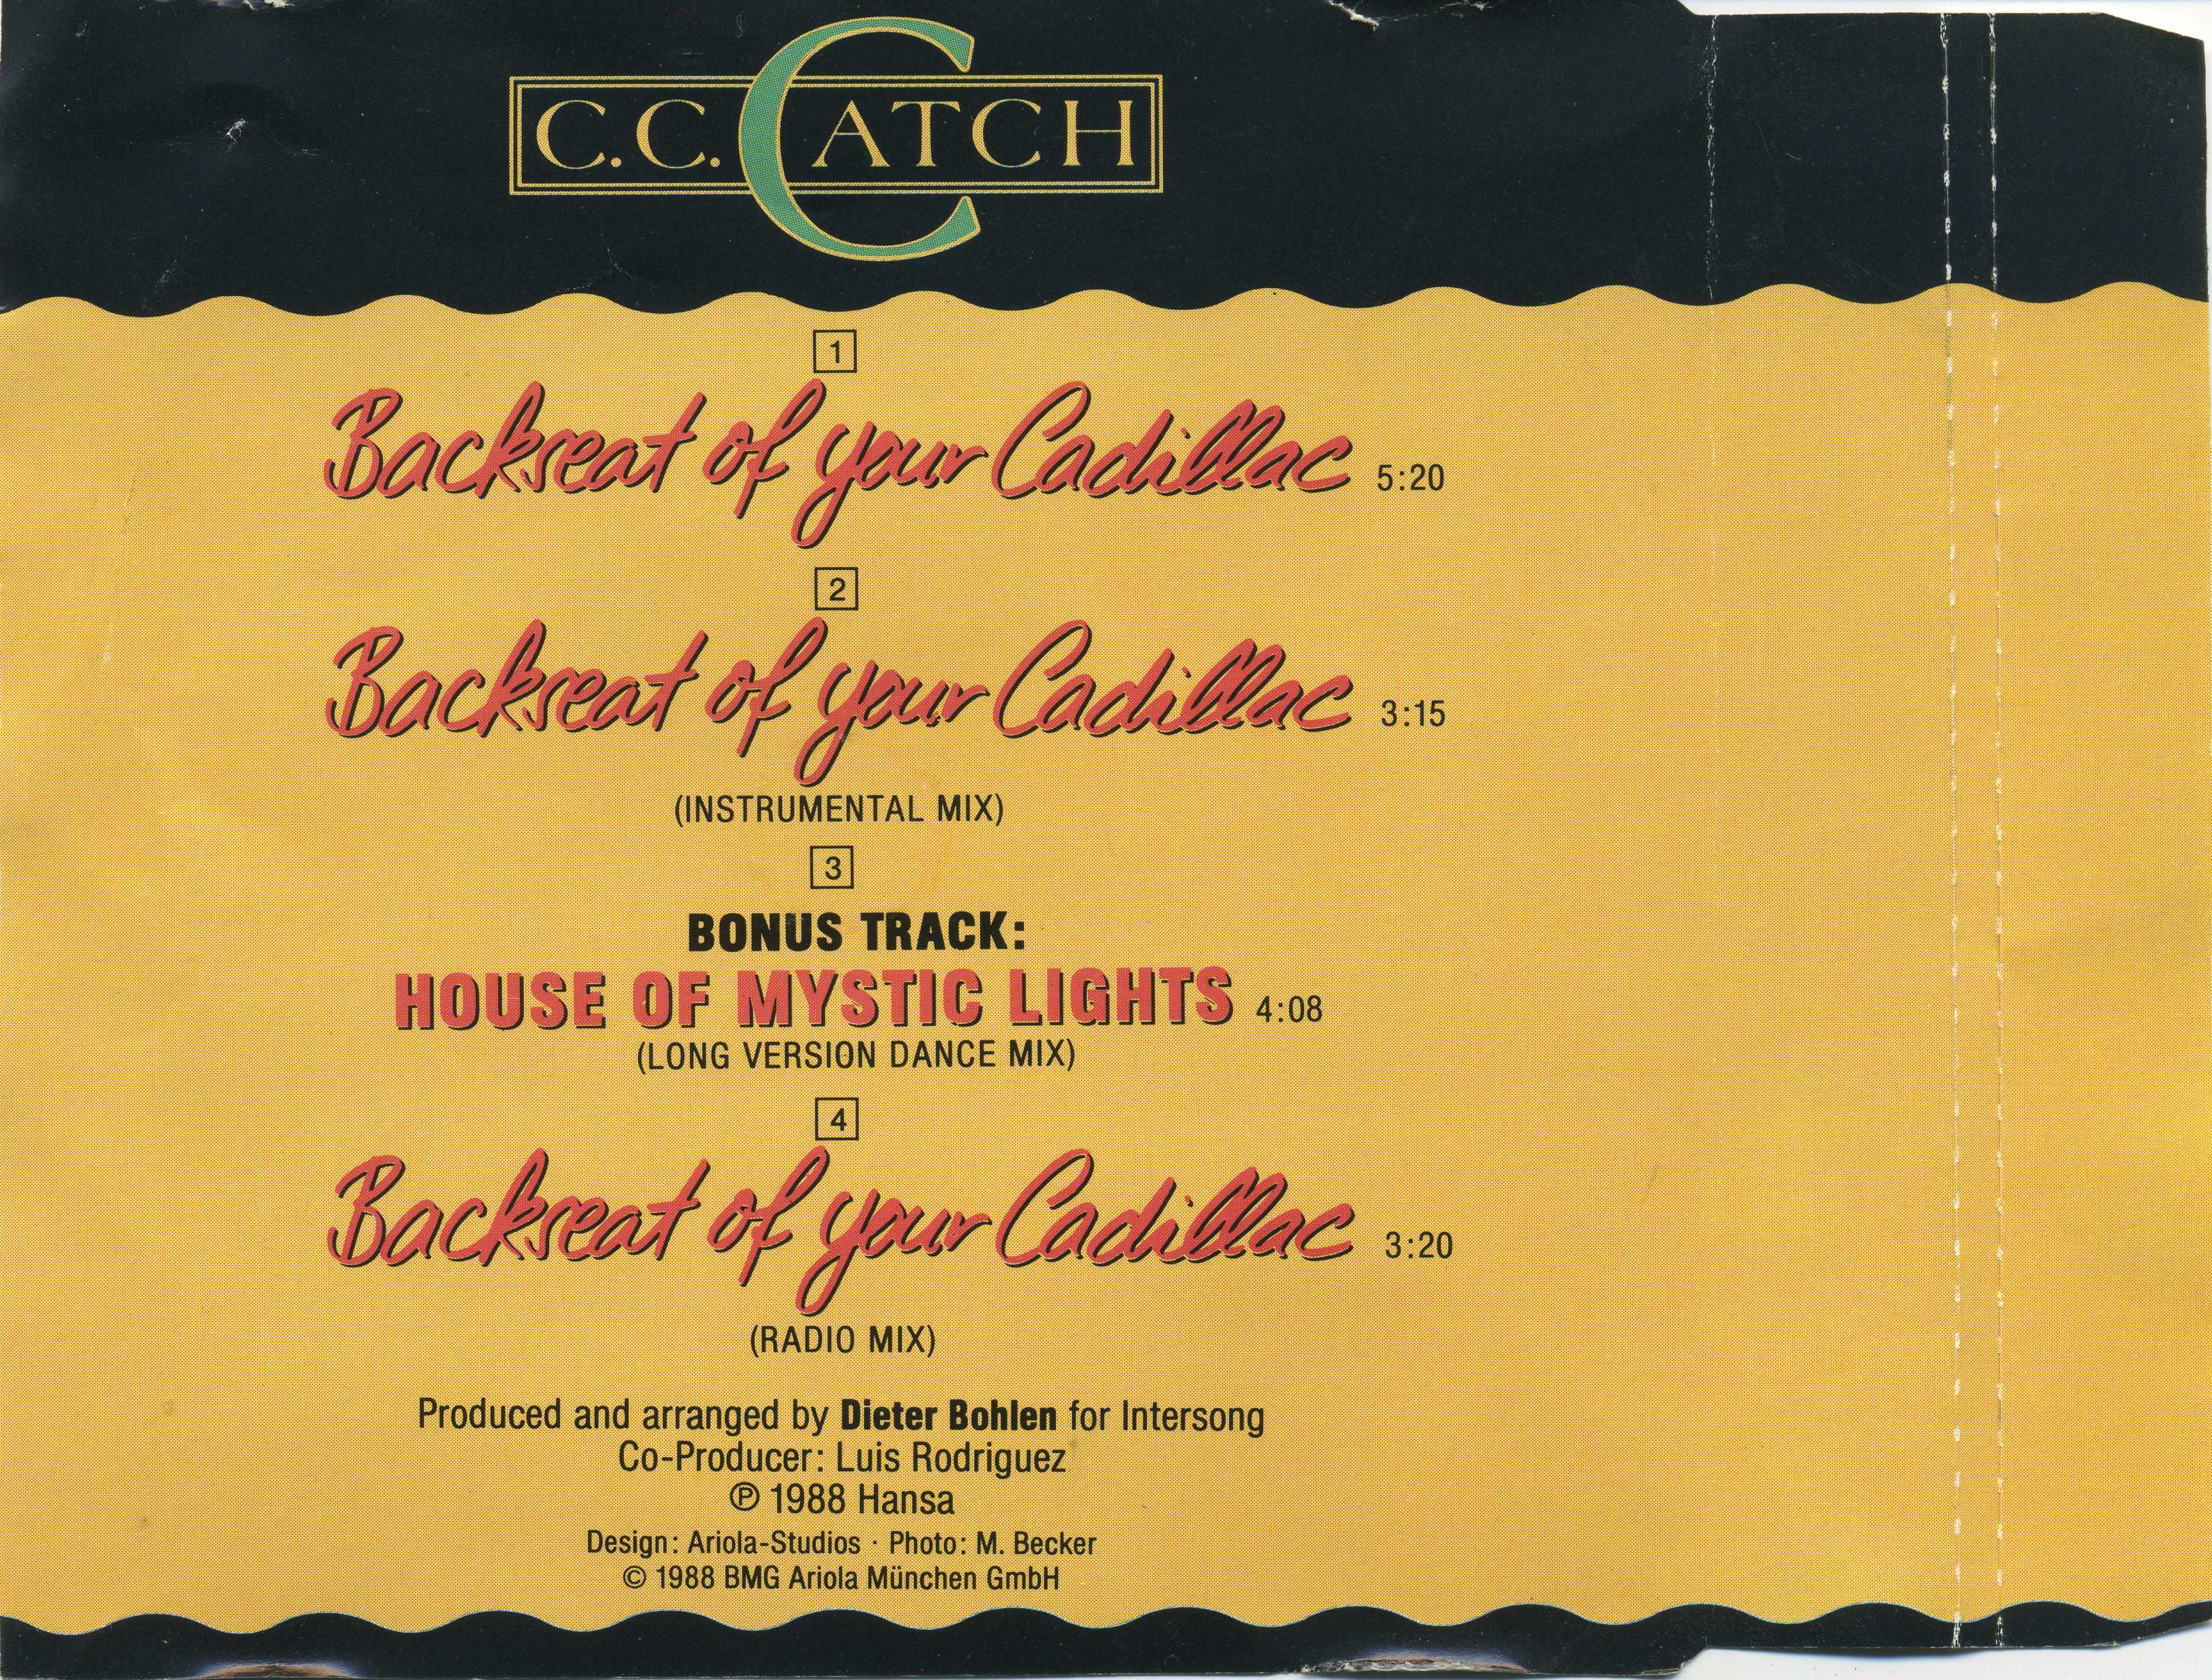 C.C. CATCH
1
Backseat of your Cadillac 5:20
2
Backseat of your Cadillac 3:15
(INSTRUMENTAL MIX)
3
BONUS TRACK:
HOUSE OF MYSTIC LIGHTS 4:08
(LONG VERSION DANCE MIX)
4
Backseat of your Cadillac 3:20
(RADIO MIX)
Produced and arranged by Dieter Bohlen for Intersong
Co-Producer: Luis Rodriguez
℗ 1988 Hansa
Design: Ariola-Studios · Photo: M. Becker
© 1988 BMG Ariola München GmbH